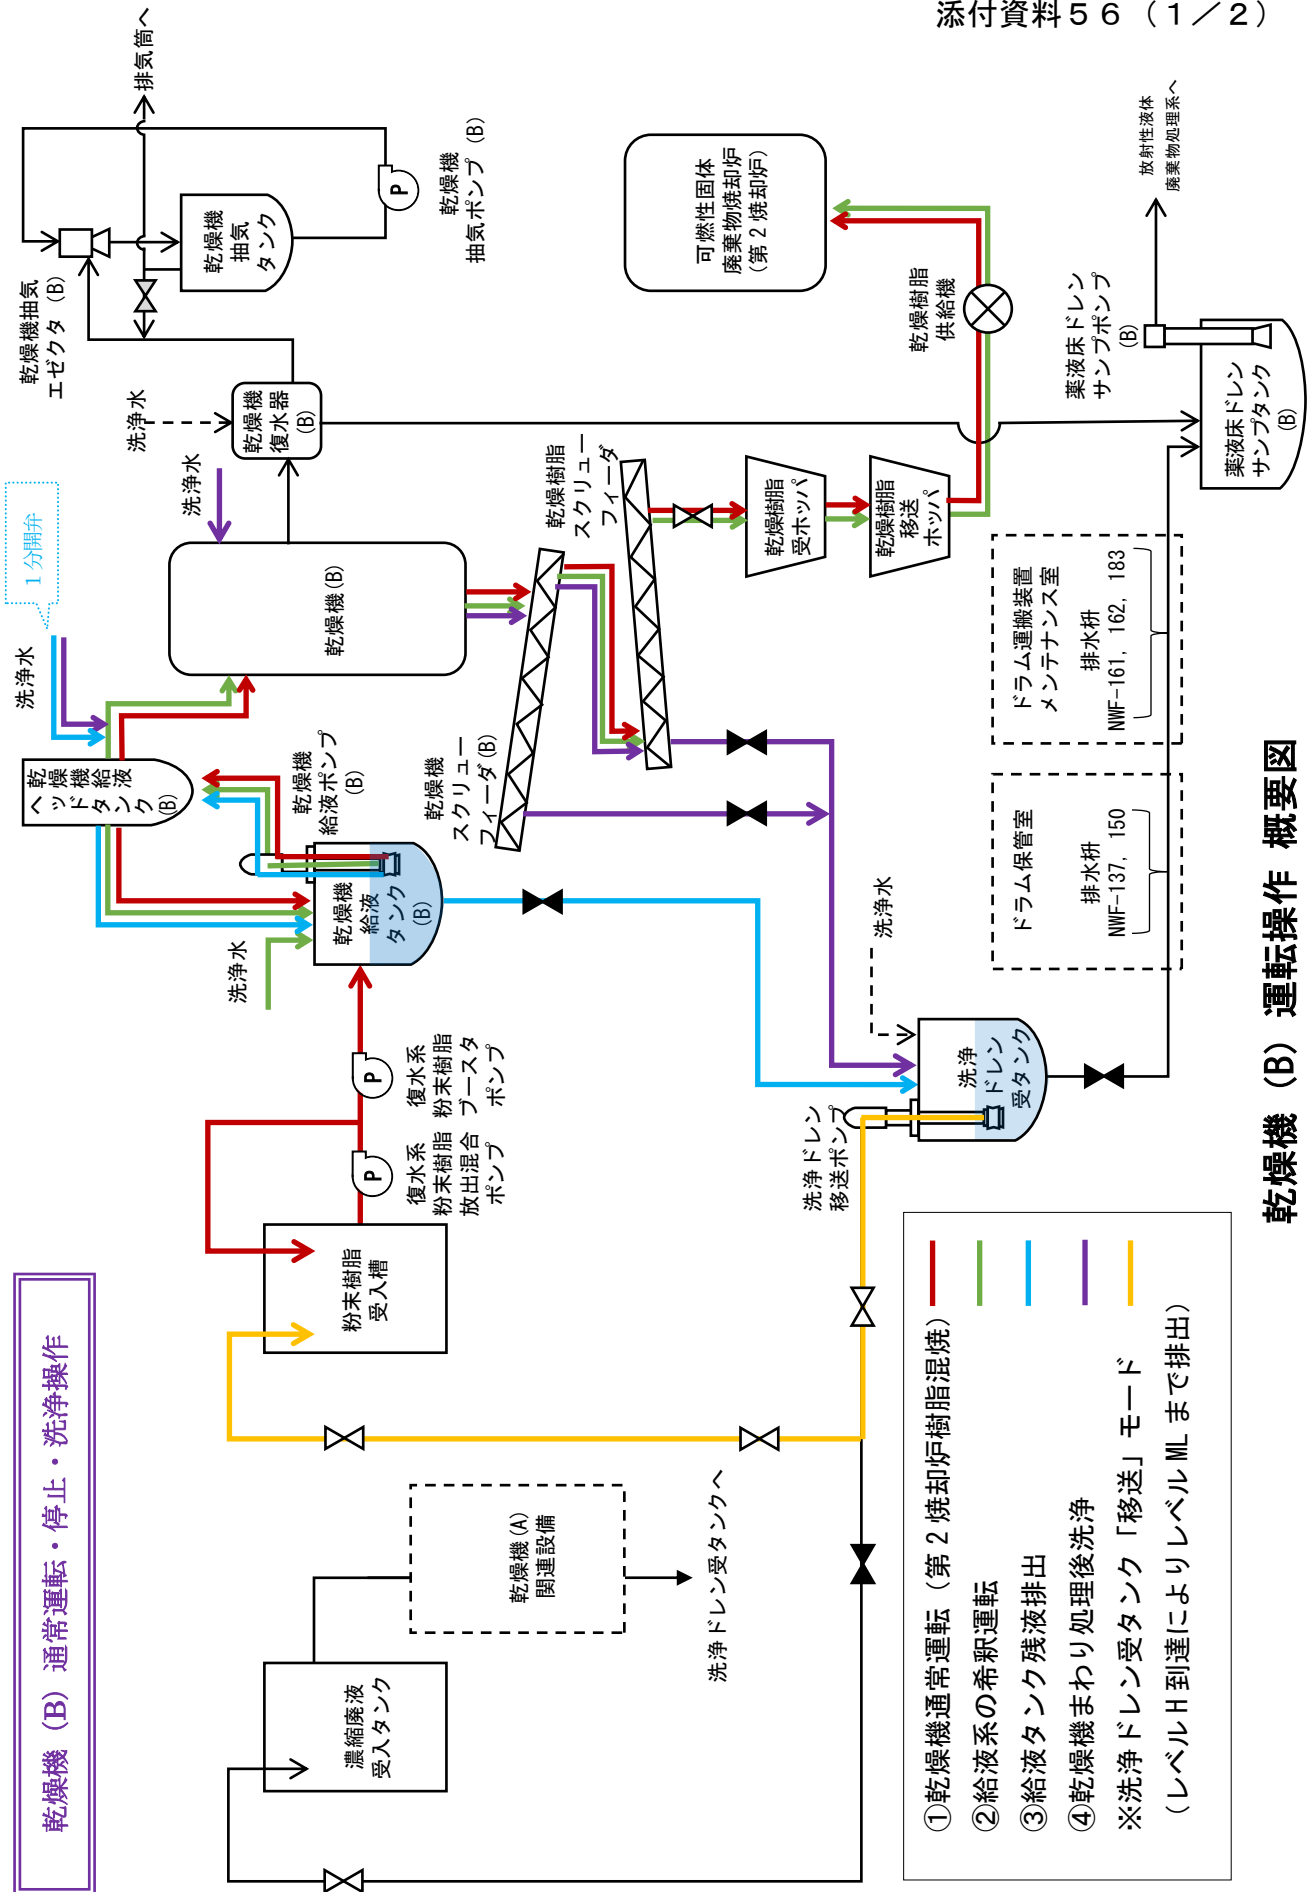 添付資料５６（１／２）
乾燥機（B）通常運転・停止・洗浄操作
排気筒へ
乾燥機抽気
エゼクタ(B)
乾燥機
抽気
タンク
P
乾燥機
抽気ポンプ(B)
洗浄水
乾燥機
復水器
(B)
洗浄水
１分開弁
洗浄水
乾燥機(B)
乾燥機給液
ヘッドタンク
(B)
乾燥機
給液ポンプ
(B)
乾燥機
給液
タンク
(B)
洗浄水
乾燥機
スクリュー
フィーダ(B)
乾燥樹脂
スクリュー
フィーダ
乾燥樹脂
受ホッパ
乾燥樹脂
移送
ホッパ
乾燥樹脂
供給機
可燃性固体
廃棄物焼却炉
(第２焼却炉)
放射性液体
廃棄物処理系へ
薬液床ドレン
サンプポンプ
(B)
薬液床ドレン
サンプタンク
(B)
ドラム運搬装置
メンテナンス室
排水枡
NWF-161, 162, 183
ドラム保管室
排水枡
NWF-137, 150
P
復水系
粉末樹脂
ブースタ
ポンプ
P
復水系
粉末樹脂
放出混合
ポンプ
粉末樹脂
受入槽
洗浄水
洗浄
ドレン
受タンク
洗浄ドレン
移送ポンプ
濃縮廃液
受入タンク
乾燥機(A)
関連設備
洗浄ドレン受タンクへ
①乾燥機通常運転（第２焼却炉樹脂混焼）
②給液系の希釈運転
③給液タンク残液排出
④乾燥機まわり処理後洗浄
※洗浄ドレン受タンク「移送」モード
（レベルＨ到達によりレベルMLまで排出）
乾燥機（B）運転操作 概要図